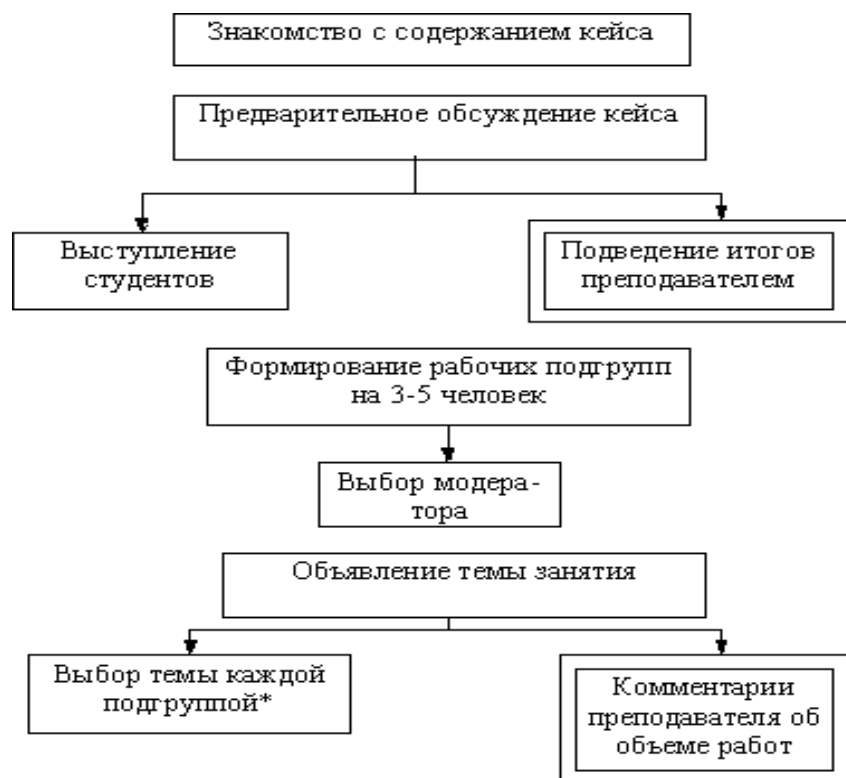 Знакомство с содержанием кейса
Предварительное обсуждение кейса
Выступление
студентов
Подведение итогов
преподавателем
Формирование рабочих подгрупп
на 3-5 человек
Выбор модера-
тора
Объявление темы занятия
Выбор темы каждой
подгруппой*
Комментарии
преподавателя об
объеме работ